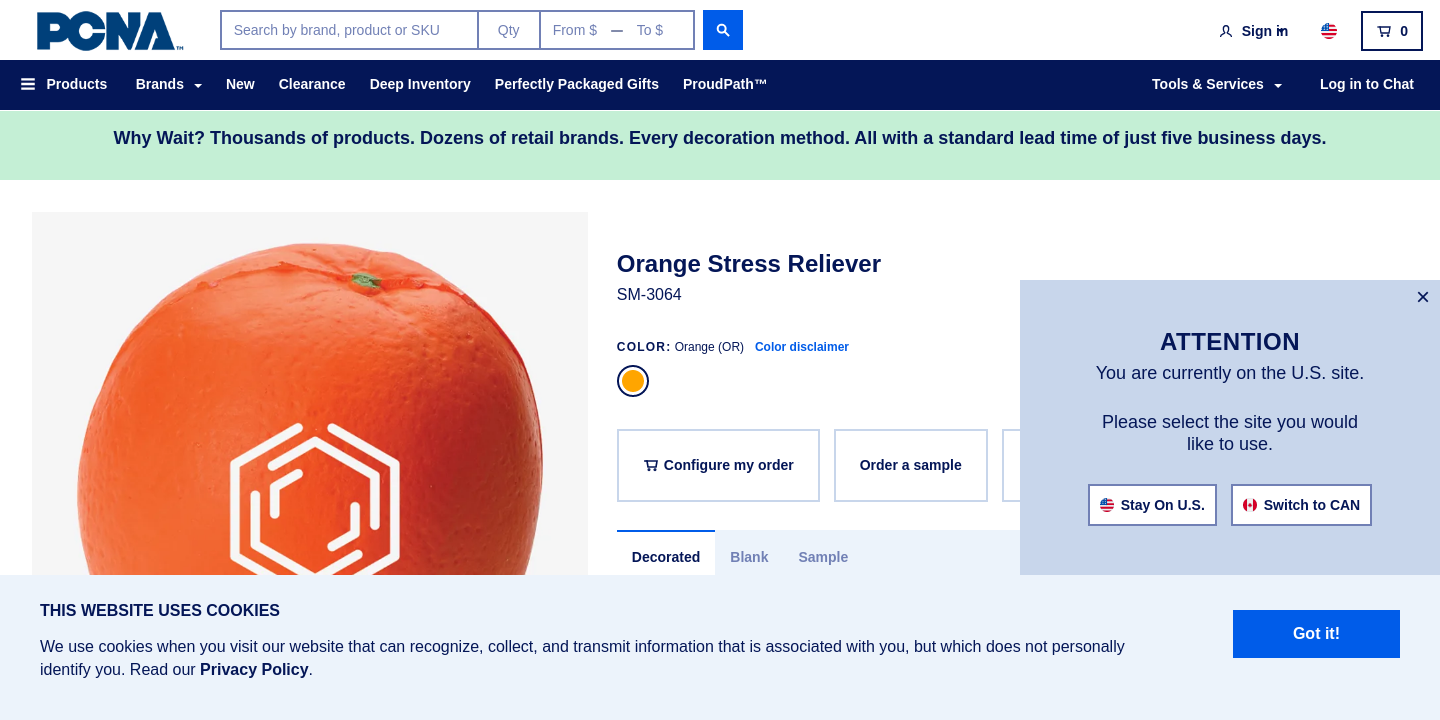 PCNA™
Search by brand, product or SKU
Qty
From $ — To $
Sign in
0
Products
Brands
New
Clearance
Deep Inventory
Perfectly Packaged Gifts
ProudPath™
Tools & Services
Log in to Chat
Why Wait? Thousands of products. Dozens of retail brands. Every decoration method. All with a standard lead time of just five business days.
Orange Stress Reliever
SM-3064
COLOR: Orange (OR) Color disclaimer
Configure my order
Order a sample
Decorated
Blank
Sample
×
ATTENTION
You are currently on the U.S. site.
Please select the site you would
like to use.
Stay On U.S.
Switch to CAN
THIS WEBSITE USES COOKIES
We use cookies when you visit our website that can recognize, collect, and transmit information that is associated with you, but which does not personally
identify you. Read our Privacy Policy.
Got it!